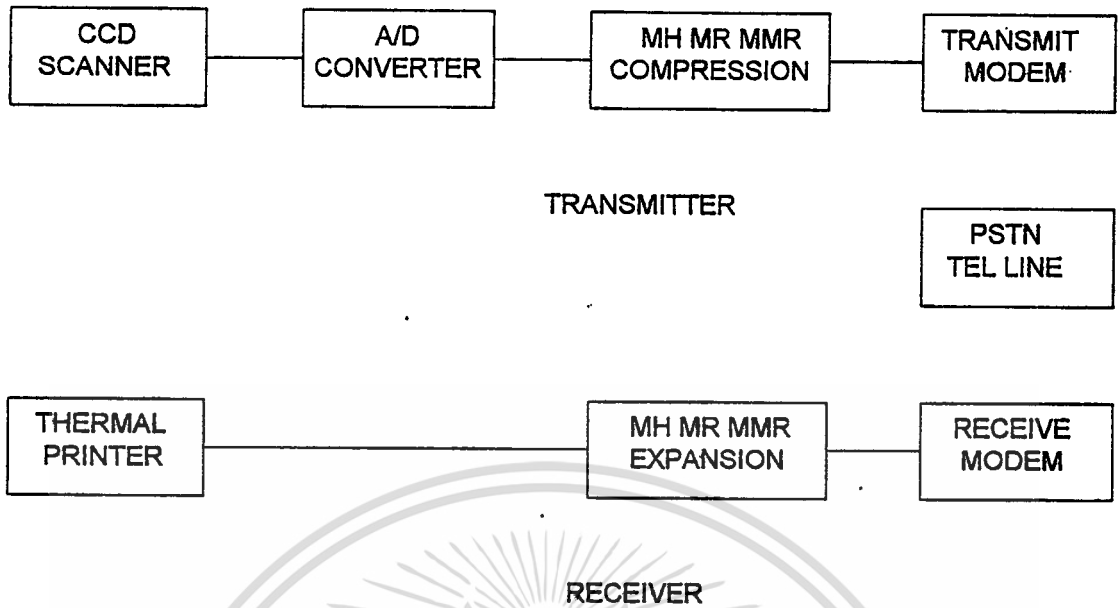 CCD
SCANNER
A/D
CONVERTER
MH MR MMR
COMPRESSION
TRANSMIT
MODEM
TRANSMITTER
PSTN
TEL LINE
THERMAL
PRINTER
MH MR MMR
EXPANSION
RECEIVE
MODEM
RECEIVER